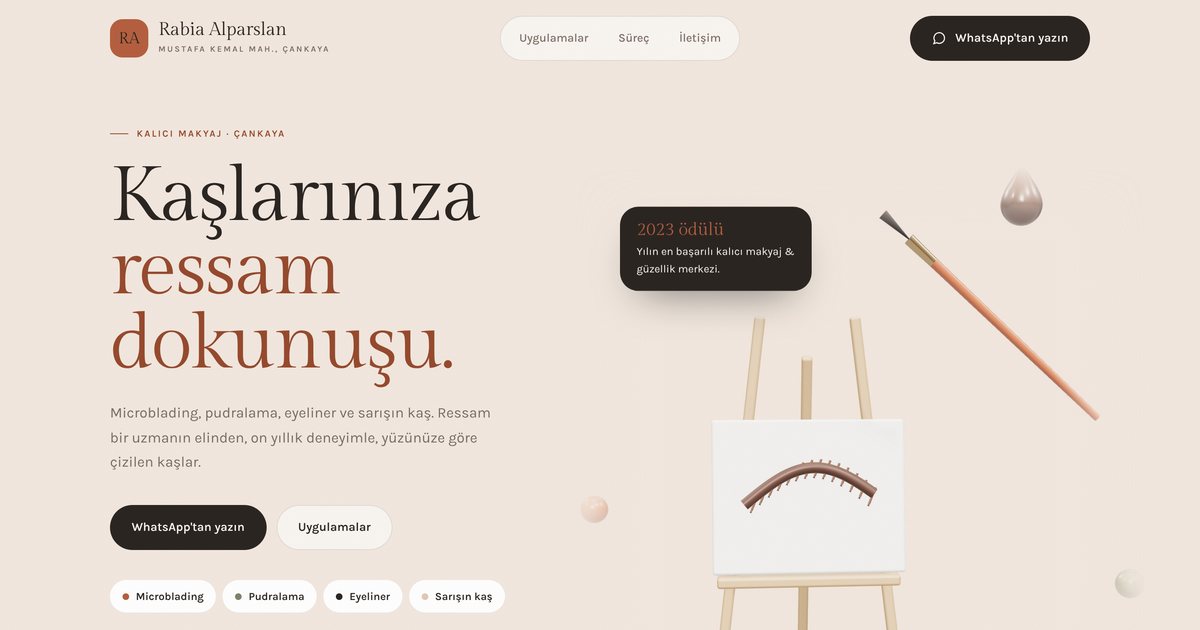 RA
Rabia Alparslan
MUSTAFA KEMAL MAH., ÇANKAYA
Uygulamalar
Süreç
İletişim
WhatsApp'tan yazın
KALICI MAKYAJ · ÇANKAYA
Kaşlarınıza
ressam
dokunuşu.
Microblading, pudralama, eyeliner ve sarışın kaş. Ressam
bir uzmanın elinden, on yıllık deneyimle, yüzünüze göre
çizilen kaşlar.
WhatsApp'tan yazın
Uygulamalar
Microblading
Pudralama
Eyeliner
Sarışın kaş
2023 ödülü
Yılın en başarılı kalıcı makyaj &
güzellik merkezi.